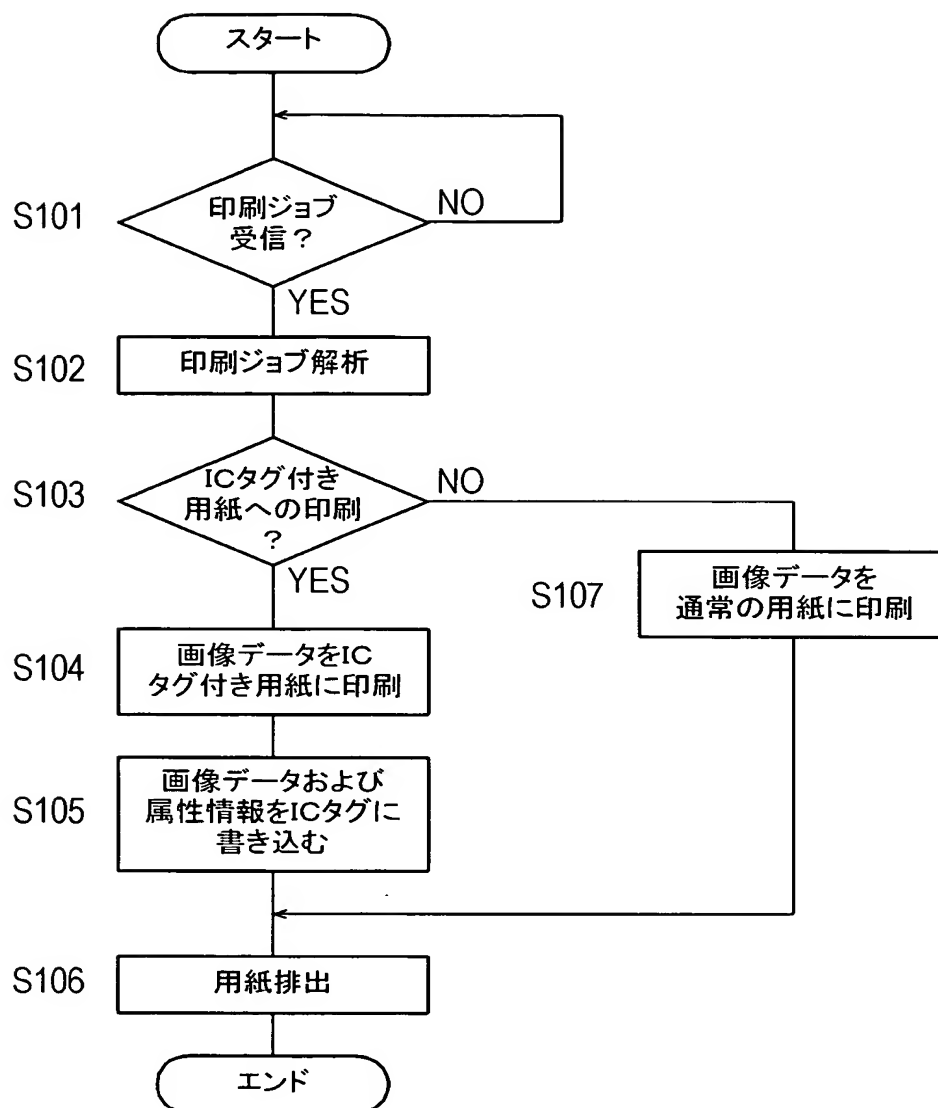 スタート
S101
印刷ジョブ
受信？
NO
YES
S102
印刷ジョブ解析
S103
ICタグ付き
用紙への印刷
？
NO
YES
S107
画像データを
通常の用紙に印刷
S104
画像データをIC
タグ付き用紙に印刷
S105
画像データおよび
属性情報をICタグに
書き込む
S106
用紙排出
エンド